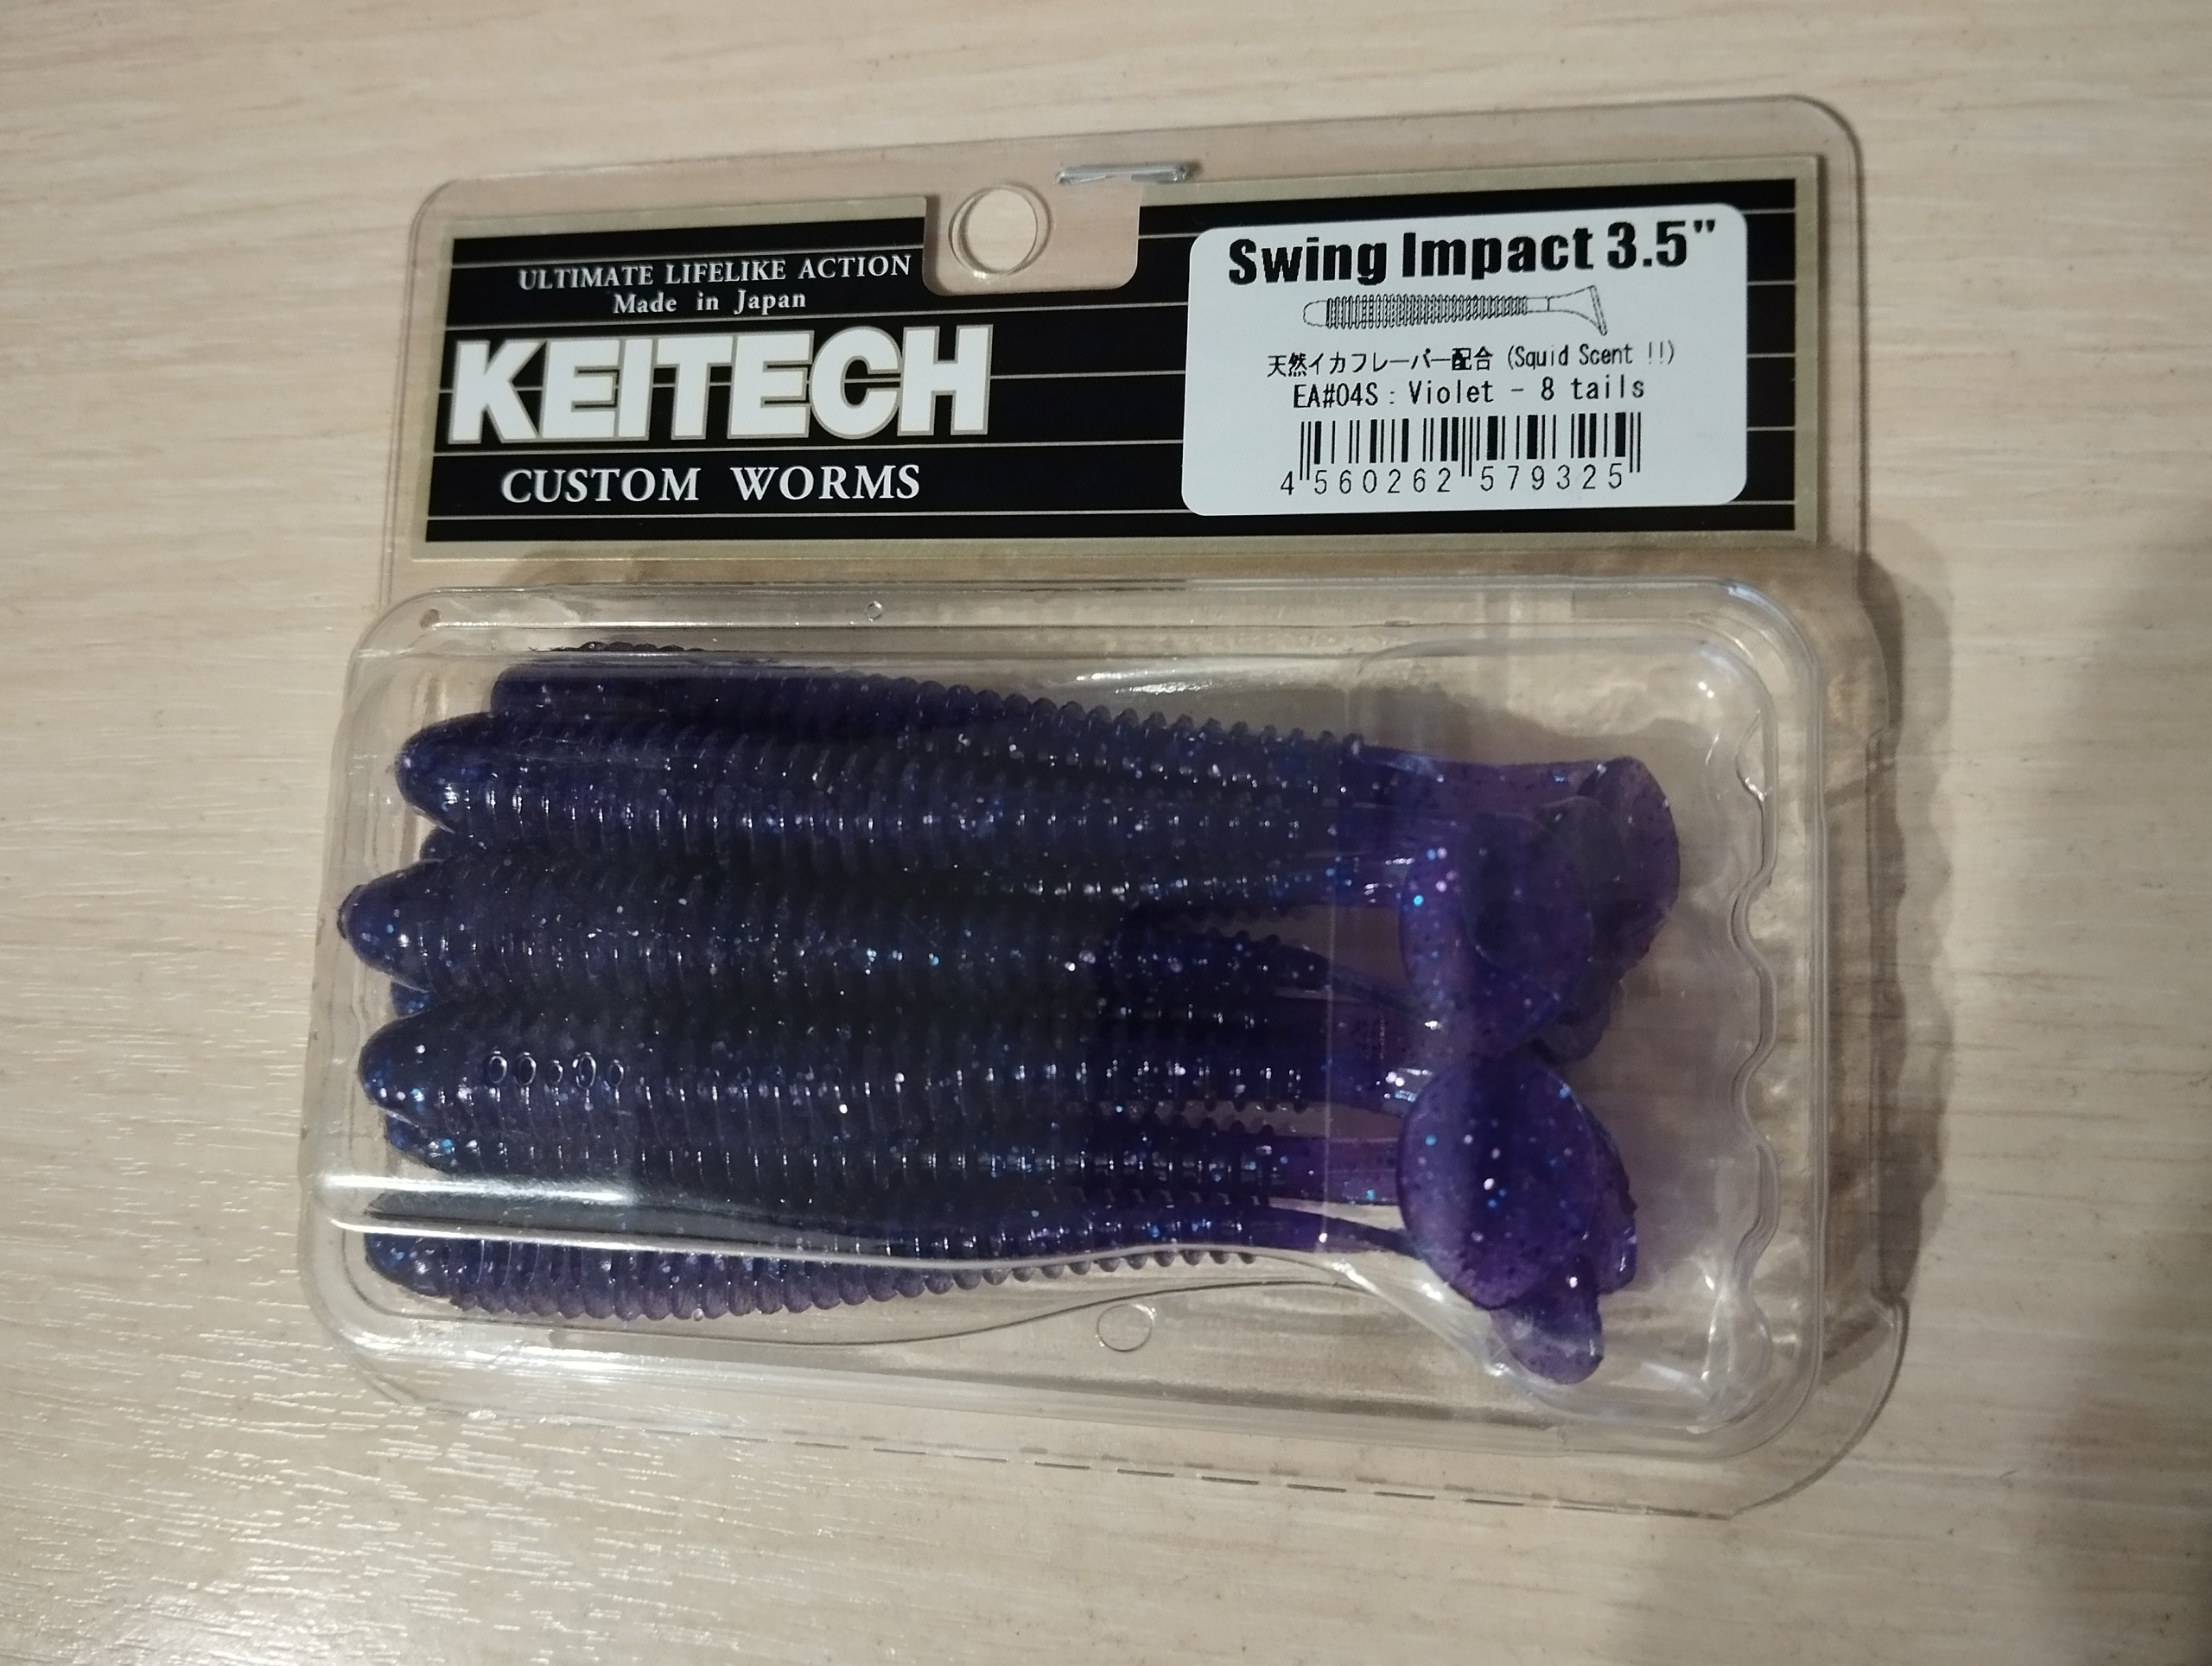 ULTIMATE LIFELIKE ACTION
Made in Japan
KEITECH
CUSTOM WORMS
Swing Impact 3.5"
天然イカフレーバー配合 (Squid Scent !!)
EA#04S : Violet - 8 tails
4 560262 579325